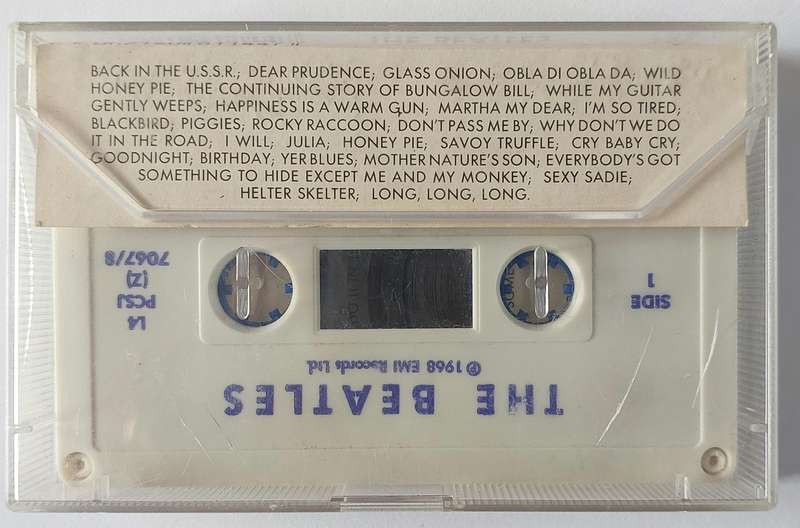 BACK IN THE U.S.S.R.; DEAR PRUDENCE; GLASS ONION; OBLA DI OBLA DA; WILD
HONEY PIE; THE CONTINUING STORY OF BUNGALOW BILL; WHILE MY GUITAR
GENTLY WEEPS; HAPPINESS IS A WARM GUN; MARTHA MY DEAR; I'M SO TIRED;
BLACKBIRD; PIGGIES; ROCKY RACCOON; DON'T PASS ME BY; WHY DON'T WE DO
IT IN THE ROAD; I WILL; JULIA; HONEY PIE; SAVOY TRUFFLE; CRY BABY CRY;
GOODNIGHT; BIRTHDAY; YER BLUES; MOTHER NATURE'S SON; EVERYBODY'S GOT
SOMETHING TO HIDE EXCEPT ME AND MY MONKEY; SEXY SADIE;
HELTER SKELTER; LONG, LONG, LONG.
THE BEATLES
℗ 1968 EMI Records Ltd.
SIDE
1
L4
PCSJ
(Z)
7067/8